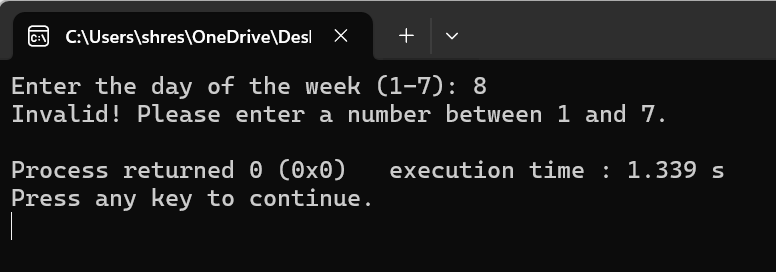 C:\Users\shres\OneDrive\Desl
Enter the day of the week (1-7): 8
Invalid! Please enter a number between 1 and 7.
Process returned 0 (0x0)   execution time : 1.339 s
Press any key to continue.